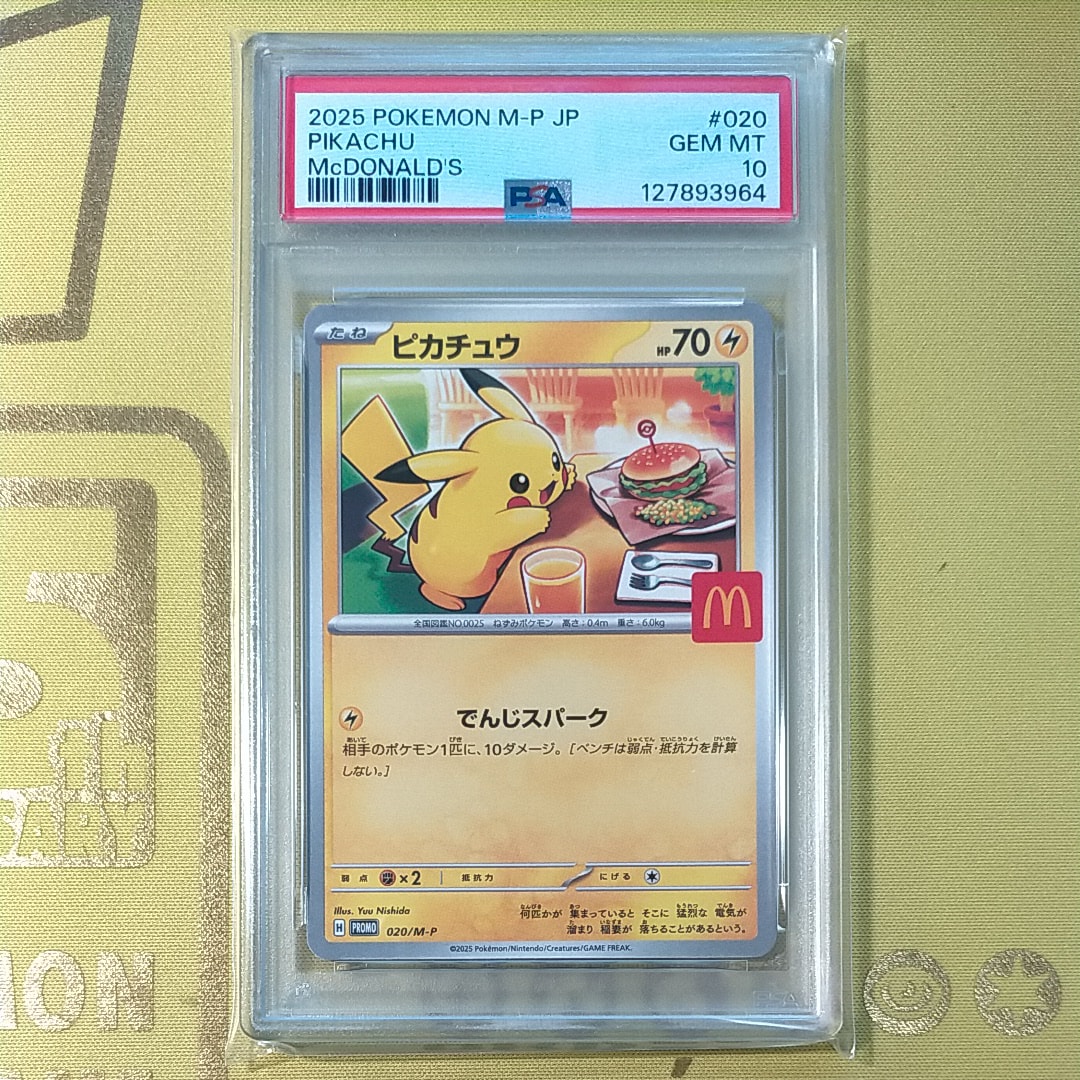 2025 POKEMON M-P JP #020
PIKACHU GEM MT
McDONALD'S 10
PSA 127893964
たね ピカチュウ HP70
全国図鑑NO.0025 ねずみポケモン 高さ:0.4m 重さ:6.0kg
でんじスパーク
相手のポケモン1匹に、10ダメージ。[ベンチは弱点・抵抗力を計算
しない。]
弱点 ×2 抵抗力 にげる
Illus. Yuu Nishida
何匹かが 集まっていると そこに 猛烈な 電気が
溜まり 稲妻が 落ちることがあるという。
H PROMO 020/M-P
©2025 Pokémon/Nintendo/Creatures/GAME FREAK.
PSA